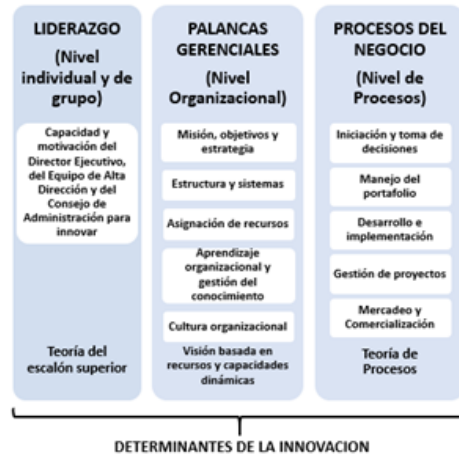 LIDERAZGO
(Nivel
individual y de
grupo)
Capacidad y
motivación del
Director Ejecutivo,
del Equipo de Alta
Dirección y del
Consejo de
Administración para
innovar
Teoría del
escalón superior
PALANCAS
GERENCIALES
(Nivel
Organizacional)
Misión, objetivos y
estrategia
Estructura y sistemas
Asignación de recursos
Aprendizaje
organizacional y
gestión del
conocimiento
Cultura organizacional
Visión basada en
recursos y capacidades
dinámicas
PROCESOS DEL
NEGOCIO
(Nivel de
Procesos)
Iniciación y toma de
decisiones
Manejo del
portafolio
Desarrollo e
implementación
Gestión de proyectos
Mercadeo y
Comercialización
Teoría de
Procesos
DETERMINANTES DE LA INNOVACION